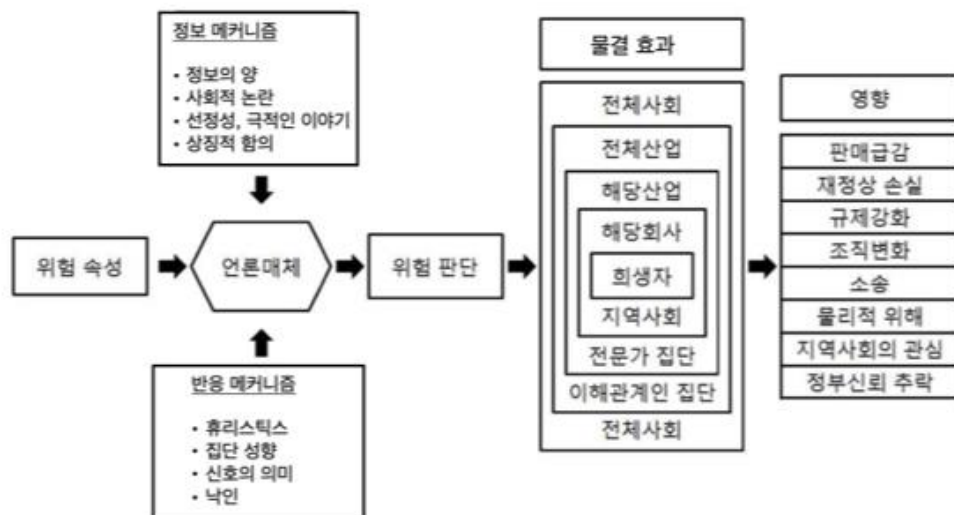 정보 메커니즘
• 정보의 양
• 사회적 논란
• 선정성, 극적인 이야기
• 상징적 함의
위험 속성
언론매체
위험 판단
반응 메커니즘
• 휴리스틱스
• 집단 성향
• 신호의 의미
• 낙인
물결 효과
전체사회
전체산업
해당산업
해당회사
희생자
지역사회
전문가 집단
이해관계인 집단
전체사회
영향
판매급감
재정상 손실
규제강화
조직변화
소송
물리적 위해
지역사회의 관심
정부신뢰 추락